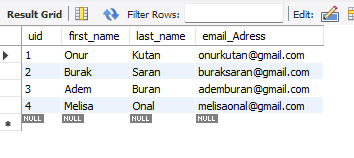 Result Grid Filter Rows: Edit:
uid first_name last_name email_Adress
1 Onur Kutan onurkutan@gmail.com
2 Burak Saran buraksaran@gmail.com
3 Adem Buran ademburan@gmail.com
4 Melisa Onal melisaonal@gmail.com
NULL NULL NULL NULL